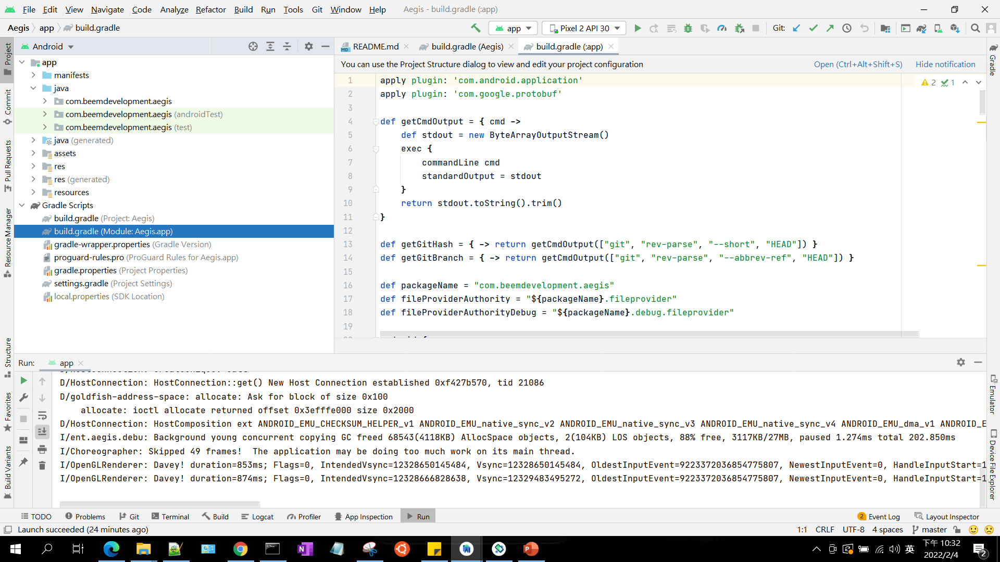 File Edit View Navigate Code Analyze Refactor Build Run Tools Git Window Help Aegis - build.gradle (:app)
Aegis app build.gradle
app Pixel 2 API 30 Git:
Android
README.md build.gradle (Aegis) build.gradle (:app)
You can use the Project Structure dialog to view and edit your project configuration Open (Ctrl+Alt+Shift+S) Hide notification
2 1
Project
Commit
Pull Requests
Resource Manager
Structure
Favorites
Build Variants
app
manifests
java
com.beemdevelopment.aegis
com.beemdevelopment.aegis (androidTest)
com.beemdevelopment.aegis (test)
java (generated)
assets
res
res (generated)
resources
Gradle Scripts
build.gradle (Project: Aegis)
build.gradle (Module: Aegis.app)
gradle-wrapper.properties (Gradle Version)
proguard-rules.pro (ProGuard Rules for Aegis.app)
gradle.properties (Project Properties)
settings.gradle (Project Settings)
local.properties (SDK Location)
1 apply plugin: 'com.android.application'
2 apply plugin: 'com.google.protobuf'
3
4 def getCmdOutput = { cmd ->
5 def stdout = new ByteArrayOutputStream()
6 exec {
7 commandLine cmd
8 standardOutput = stdout
9 }
10 return stdout.toString().trim()
11 }
12
13 def getGitHash = { -> return getCmdOutput(["git", "rev-parse", "--short", "HEAD"]) }
14 def getGitBranch = { -> return getCmdOutput(["git", "rev-parse", "--abbrev-ref", "HEAD"]) }
15
16 def packageName = "com.beemdevelopment.aegis"
17 def fileProviderAuthority = "${packageName}.fileprovider"
18 def fileProviderAuthorityDebug = "${packageName}.debug.fileprovider"
19
Gradle
Emulator
Device File Explorer
Run: app
D/HostConnection: HostConnection::get() New Host Connection established 0xf427b570, tid 21086
D/goldfish-address-space: allocate: Ask for block of size 0x100
allocate: ioctl allocate returned offset 0x3efffe000 size 0x2000
D/HostConnection: HostComposition ext ANDROID_EMU_CHECKSUM_HELPER_v1 ANDROID_EMU_native_sync_v2 ANDROID_EMU_native_sync_v3 ANDROID_EMU_native_sync_v4 ANDROID_EMU_dma_v1 ANDROID_E
I/ent.aegis.debu: Background young concurrent copying GC freed 68543(4118KB) AllocSpace objects, 2(104KB) LOS objects, 88% free, 3117KB/27MB, paused 1.274ms total 202.850ms
I/Choreographer: Skipped 49 frames!  The application may be doing too much work on its main thread.
I/OpenGLRenderer: Davey! duration=853ms; Flags=0, IntendedVsync=12328650145484, Vsync=12328650145484, OldestInputEvent=9223372036854775807, NewestInputEvent=0, HandleInputStart=1
I/OpenGLRenderer: Davey! duration=874ms; Flags=0, IntendedVsync=12328666828638, Vsync=12329483495272, OldestInputEvent=9223372036854775807, NewestInputEvent=0, HandleInputStart=1
TODO Problems Git Terminal Build Logcat Profiler App Inspection Run 2 Event Log Layout Inspector
Launch succeeded (24 minutes ago) 1:1 CRLF UTF-8 4 spaces master
英 下午 10:32
2022/2/4
2